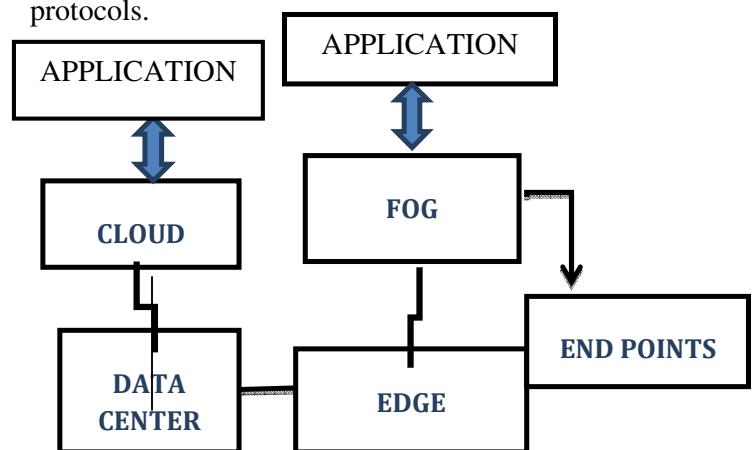 protocols.
APPLICATION
APPLICATION
CLOUD
FOG
END POINTS
DATA
CENTER
EDGE